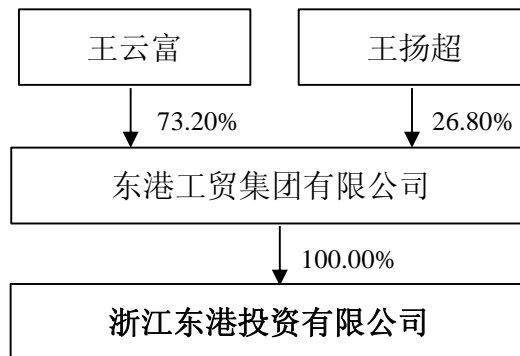 王云富 王扬超
73.20% 26.80%
东港工贸集团有限公司
100.00%
浙江东港投资有限公司